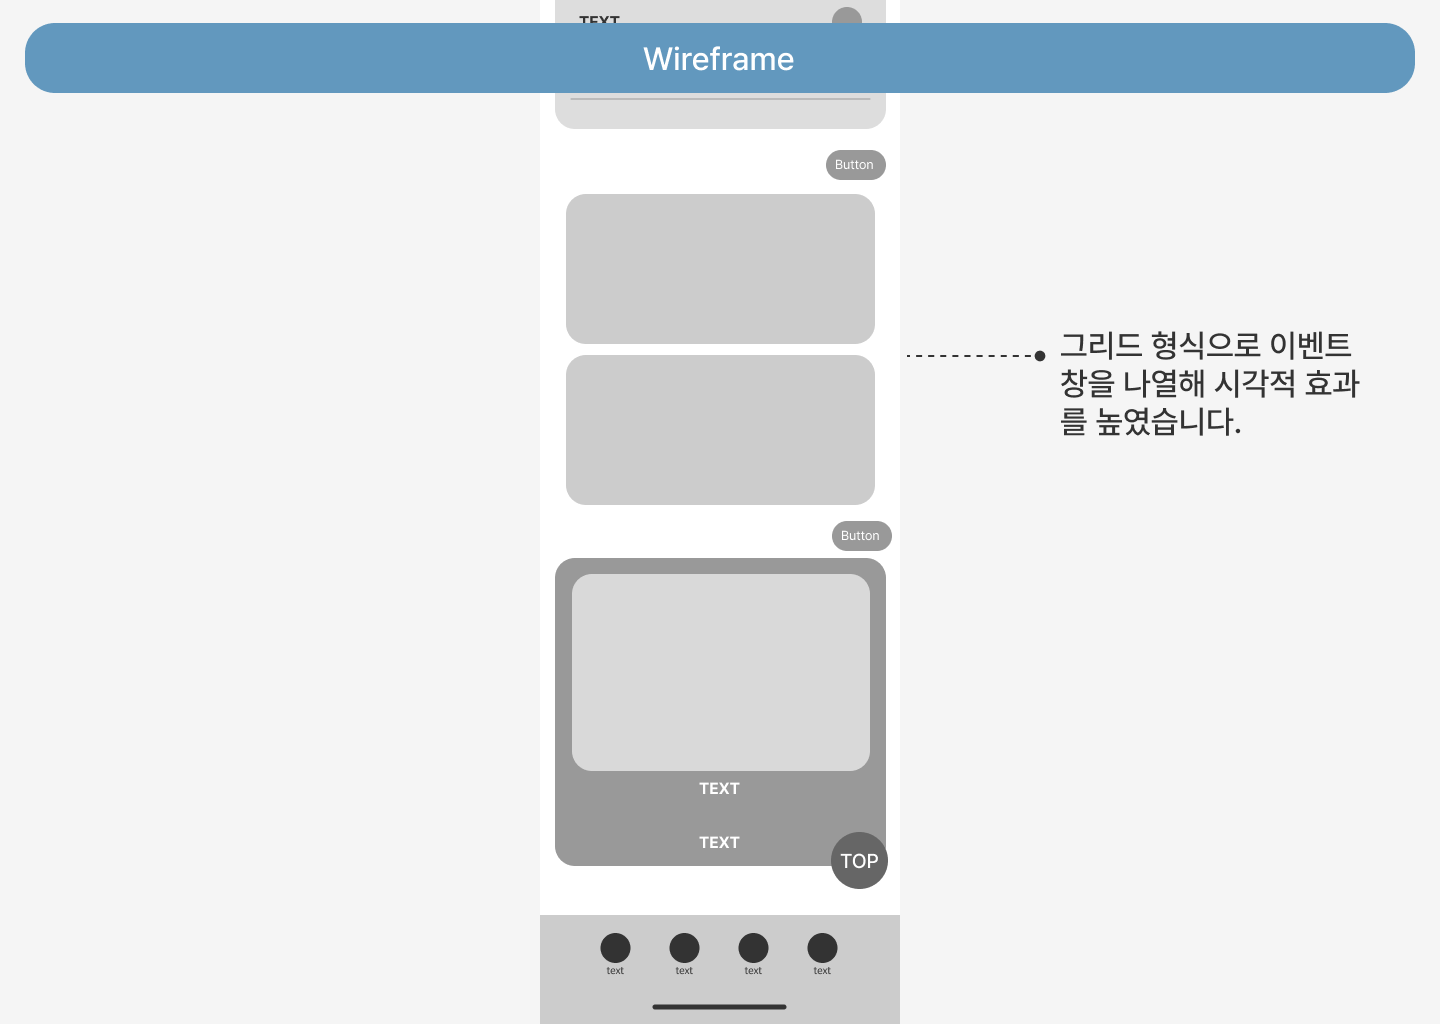 TEXT
Wireframe
Button
그리드 형식으로 이벤트
창을 나열해 시각적 효과
를 높였습니다.
Button
TEXT
TEXT
TOP
text text text text